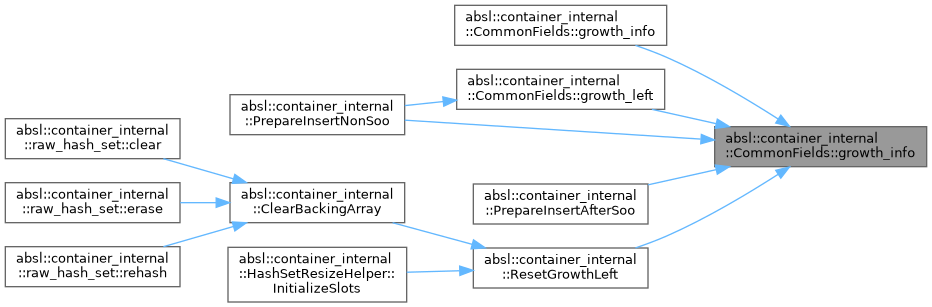 absl::container_internal
::CommonFields::growth_info
absl::container_internal
::CommonFields::growth_left
absl::container_internal
::PrepareInsertNonSoo
absl::container_internal
::raw_hash_set::clear
absl::container_internal
::CommonFields::growth_info
absl::container_internal
::raw_hash_set::erase
absl::container_internal
::ClearBackingArray
absl::container_internal
::PrepareInsertAfterSoo
absl::container_internal
::raw_hash_set::rehash
absl::container_internal
::HashSetResizeHelper::
InitializeSlots
absl::container_internal
::ResetGrowthLeft